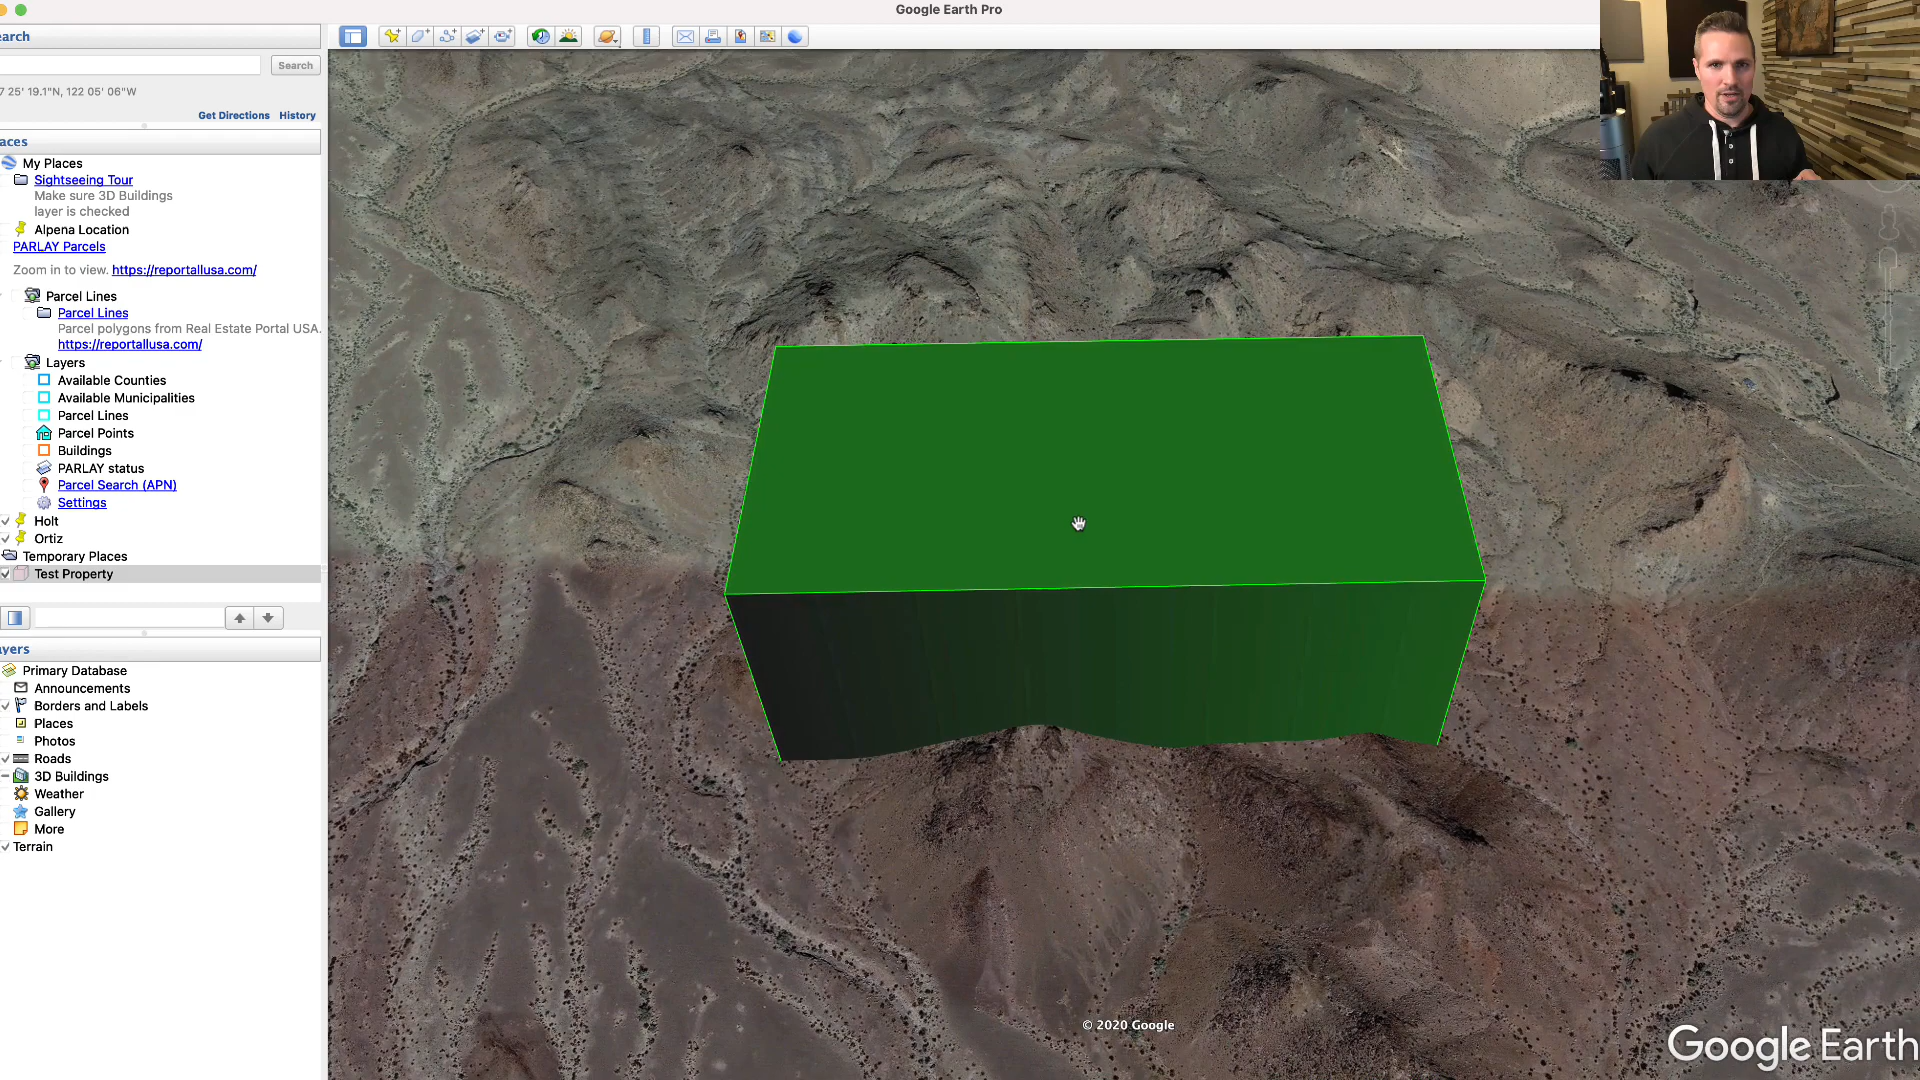 Google Earth Pro
earch
Search
7 25' 19.1"N, 122 05' 06"W
Get Directions History
aces
My Places
Sightseeing Tour
Make sure 3D Buildings
layer is checked
Alpena Location
PARLAY Parcels
Zoom in to view. https://reportallusa.com/
Parcel Lines
Parcel Lines
Parcel polygons from Real Estate Portal USA.
https://reportallusa.com/
Layers
Available Counties
Available Municipalities
Parcel Lines
Parcel Points
Buildings
PARLAY status
Parcel Search (APN)
Settings
Holt
Ortiz
Temporary Places
Test Property
ayers
Primary Database
Announcements
Borders and Labels
Places
Photos
Roads
3D Buildings
Weather
Gallery
More
Terrain
© 2020 Google
Google Earth